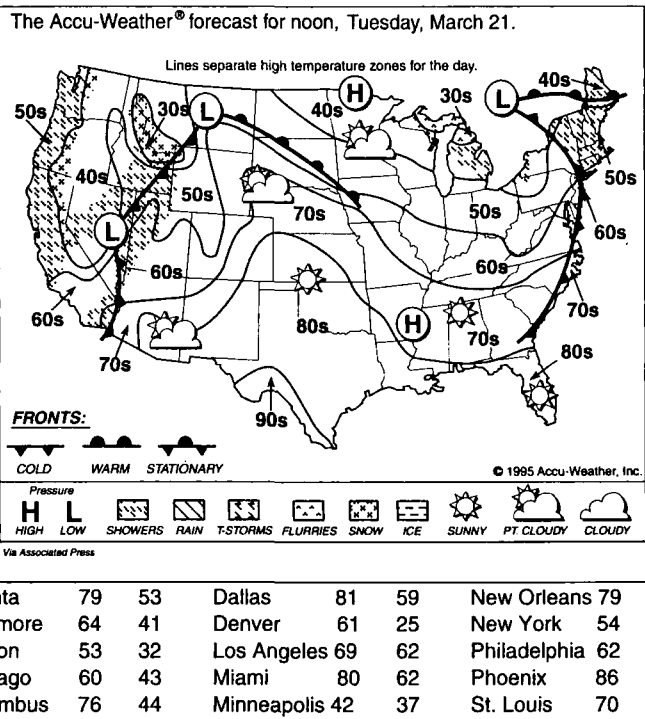 The Accu-Weather® forecast for noon, Tuesday, March 21.
Lines separate high temperature zones for the day.
40s
H
L
L
30s
40s
30s
50s
40s
50s
50s
70s
50s
L
60s
60s
60s
60s
70s
80s
H
70s
70s
80s
90s
FRONTS:
COLD WARM STATIONARY
© 1995 Accu-Weather, Inc.
Pressure
H L
HIGH LOW SHOWERS RAIN T-STORMS FLURRIES SNOW ICE SUNNY PT. CLOUDY CLOUDY
Via Associated Press
nta 79 53 Dallas 81 59 New Orleans 79
more 64 41 Denver 61 25 New York 54
on 53 32 Los Angeles 69 62 Philadelphia 62
ago 60 43 Miami 80 62 Phoenix 86
mbus 76 44 Minneapolis 42 37 St. Louis 70